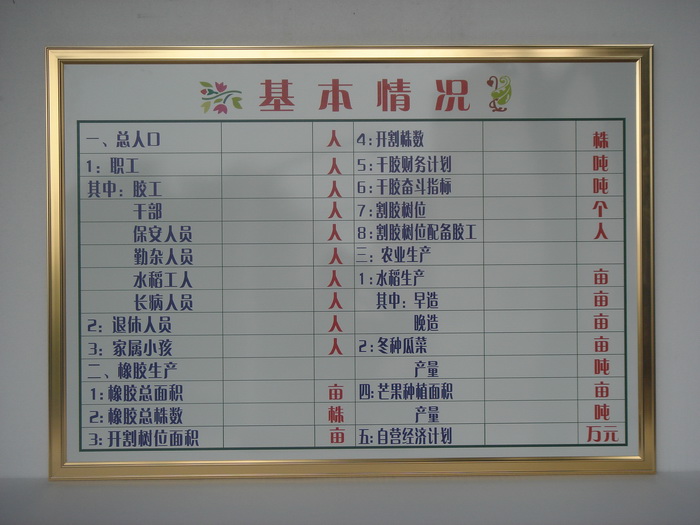 基本情况
一、总人口 人
1：职工 人
其中：胶工 人
干部 人
保安人员 人
勤杂人员 人
水稻工人 人
长病人员 人
2：退休人员 人
3：家属小孩 人
二、橡胶生产
1：橡胶总面积 亩
2：橡胶总株数 株
3：开割树位面积 亩
4：开割株数 株
5：干胶财务计划 吨
6：干胶奋斗指标 吨
7：割胶树位 个
8：割胶树位配备胶工 人
三：农业生产
1：水稻生产 亩
其中：早造 亩
晚造 亩
2：冬种瓜菜 亩
产量 吨
四：芒果种植面积 亩
产量 吨
五：自营经济计划 万元